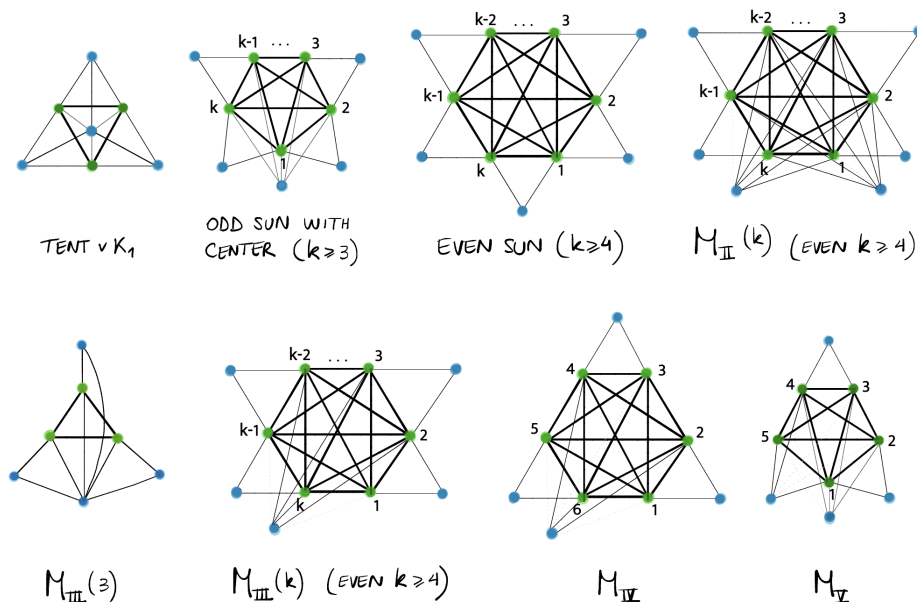 k-2 ... 3
k-1
2
k
1
k-1 ... 3
k
2
1
k-2 ... 3
k-1
2
k
1
TENT ∨ K₁
ODD SUN WITH
CENTER (k≥3)
EVEN SUN (k≥4)
M_II (k) (EVEN k≥4)
k-2 ... 3
k-1
2
k
1
4 3
5
2
6
1
4 3
5
2
1
M_III (3)
M_III (k) (EVEN k≥4)
M_IV
M_V